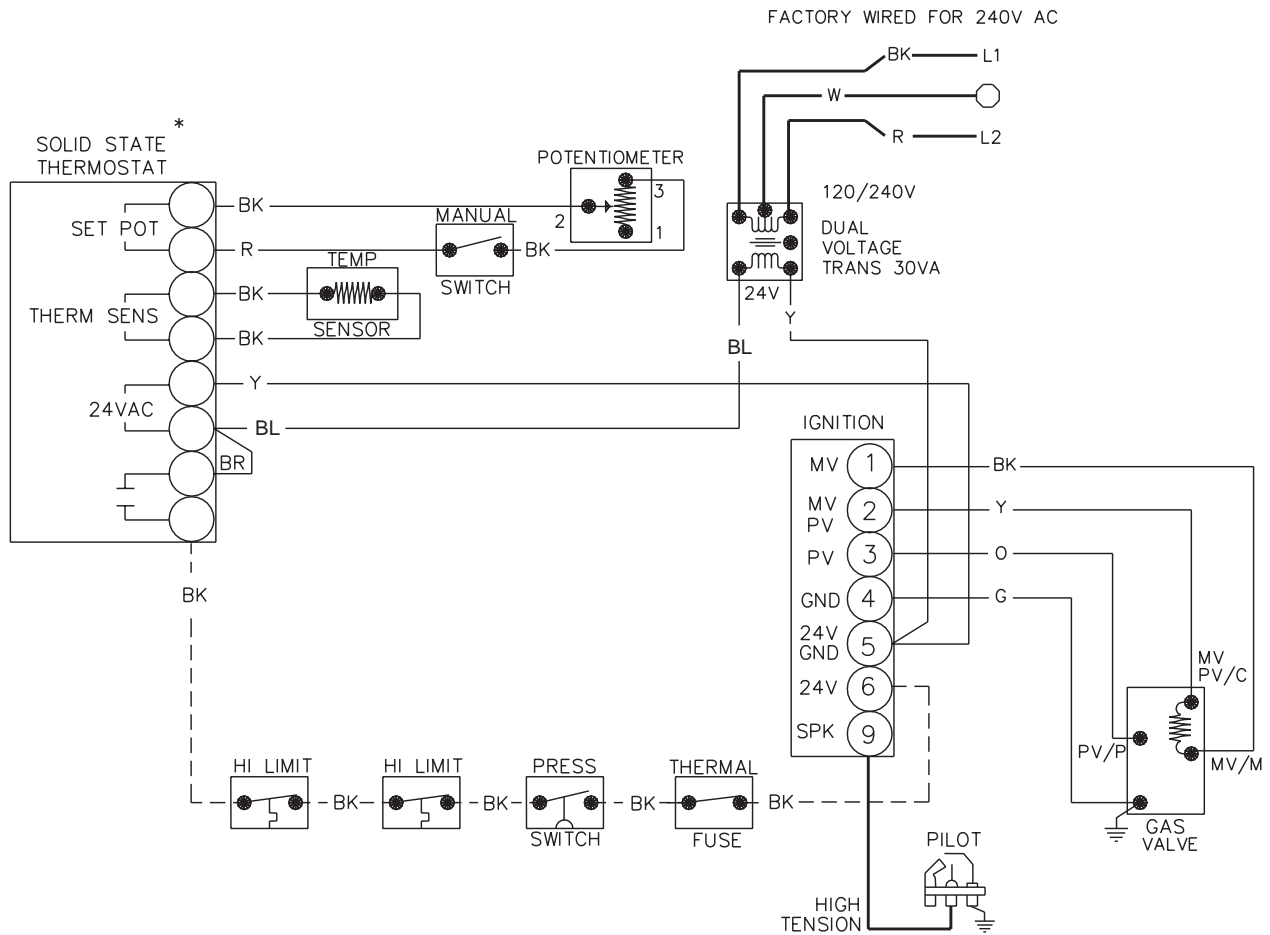 FACTORY WIRED FOR 240V AC
BK
L1
W
R
L2
*
SOLID STATE
THERMOSTAT
POTENTIOMETER
3
2
1
120/240V
DUAL
VOLTAGE
TRANS 30VA
24V
SET POT
BK
R
MANUAL
SWITCH
BK
TEMP
SENSOR
THERM SENS
BK
BK
Y
BL
24VAC
Y
BL
BR
IGNITION
MV
1
BK
MV
PV
2
Y
PV
3
O
GND
4
G
24V
GND
5
24V
6
SPK
9
BK
MV
PV/C
PV/P
MV/M
GAS
VALVE
HI LIMIT
BK
HI LIMIT
BK
PRESS
SWITCH
BK
THERMAL
FUSE
BK
PILOT
HIGH
TENSION